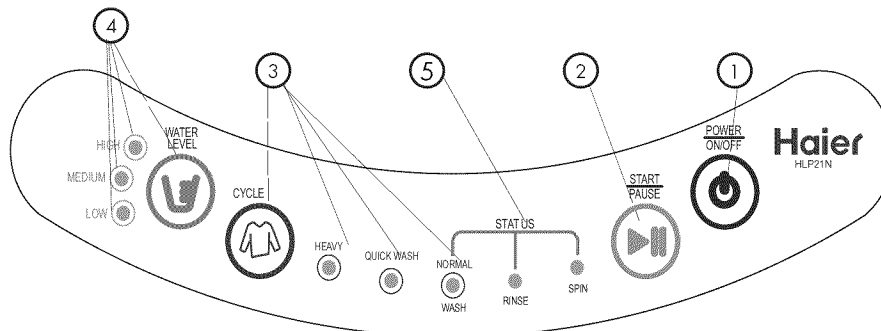 4
3
5
2
1
HIGH
MEDIUM
LOW
WATER
LEVEL
CYCLE
HEAVY
QUICK WASH
NORMAL
WASH
STATUS
RINSE
SPIN
START
PAUSE
POWER
ON/OFF
Haier
HLP21N